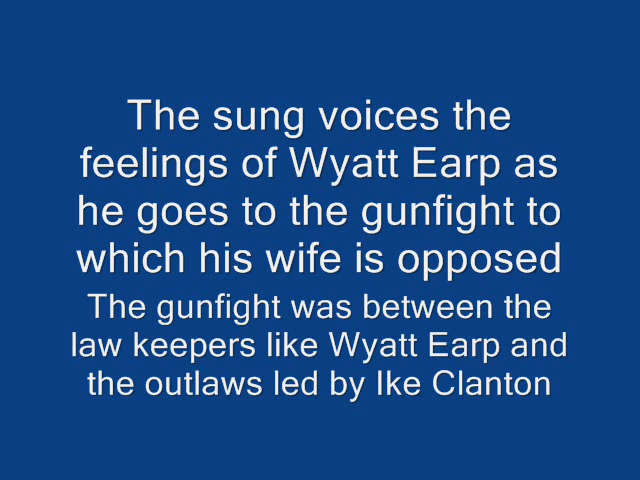 The sung voices the
feelings of Wyatt Earp as
he goes to the gunfight to
which his wife is opposed
The gunfight was between the
law keepers like Wyatt Earp and
the outlaws led by Ike Clanton